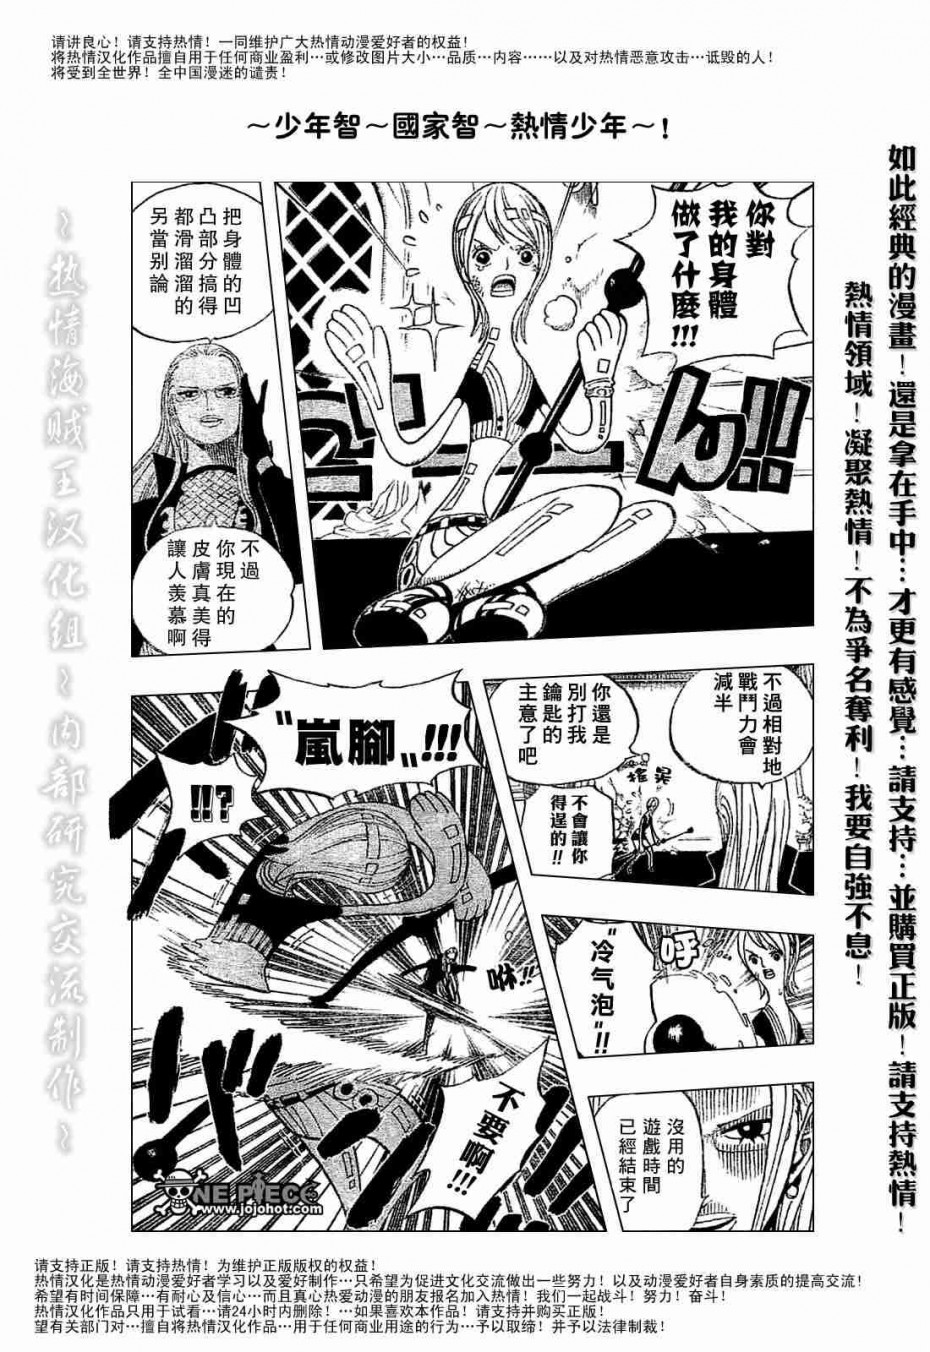 请讲良心！请支持热情！一同维护广大热情动漫爱好者的权益！
将热情汉化作品擅自用于任何商业盈利…或修改图片大小…品质…内容……以及对热情恶意攻击…诋毁的人！
将受到全世界！全中国漫迷的谴责！
～少年智～國家智～熱情少年～！
如此經典的漫畫！還是拿在手中…才更有感覺…請支持…並購買正版！請支持熱情！
熱情領域！凝聚熱情！不為爭名奪利！我要自強不息！
～热情海贼王汉化组～内部研究交流制作～
你對
我的身體
做了什麼!!!
ん!!
把身體的凹
凸部分搞得
都滑溜溜的
另當別論
不過
你現在的
皮膚真美得
讓人羨慕啊
不過相對地
戰鬥力會
減半
你還是
別打我
鑰匙的
主意了吧
搖晃
不會讓你
得逞的!!
"嵐腳"!!!
!!?
咻!!
呼
"冷气泡"!!
不要啊!!!
沒用的
遊戲時間
已經結束了
ONE PIECE
www.jojohot.com
请支持正版！请支持热情！为维护正版版权的权益！
热情汉化是热情动漫爱好者学习以及爱好制作…只希望为促进文化交流做出一些努力！以及动漫爱好者自身素质的提高交流！
希望有时间保障…有耐心及信心…而且真心热爱动漫的朋友报名加入热情！我们一起战斗！努力！奋斗！
热情汉化作品只用于试看…请24小时内删除！…如果喜欢本作品！请支持并购买正版！
望有关部门对…擅自将热情汉化作品…用于任何商业用途的行为…予以取缔！并予以法律制裁！